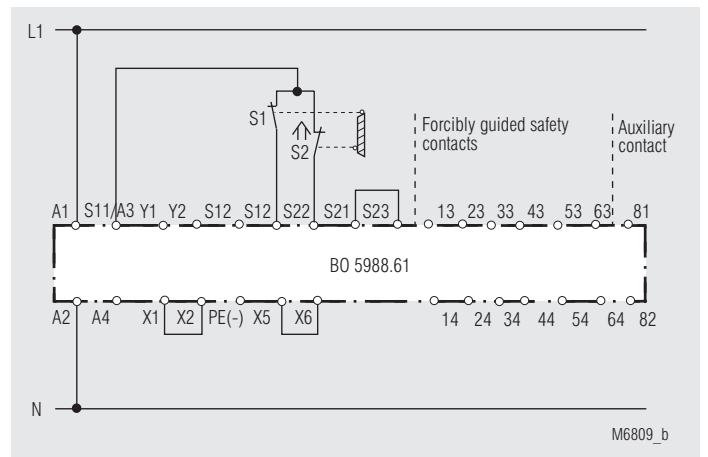 L1
S1
S2
Forcibly guided safety
contacts
Auxiliary
contact
A1 S11/A3 Y1 Y2 S12 S12 S22 S21 S23 13 23 33 43 53 63 81
BO 5988.61
A2 A4 X1 X2 PE(-) X5 X6 14 24 34 44 54 64 82
N
M6809_b